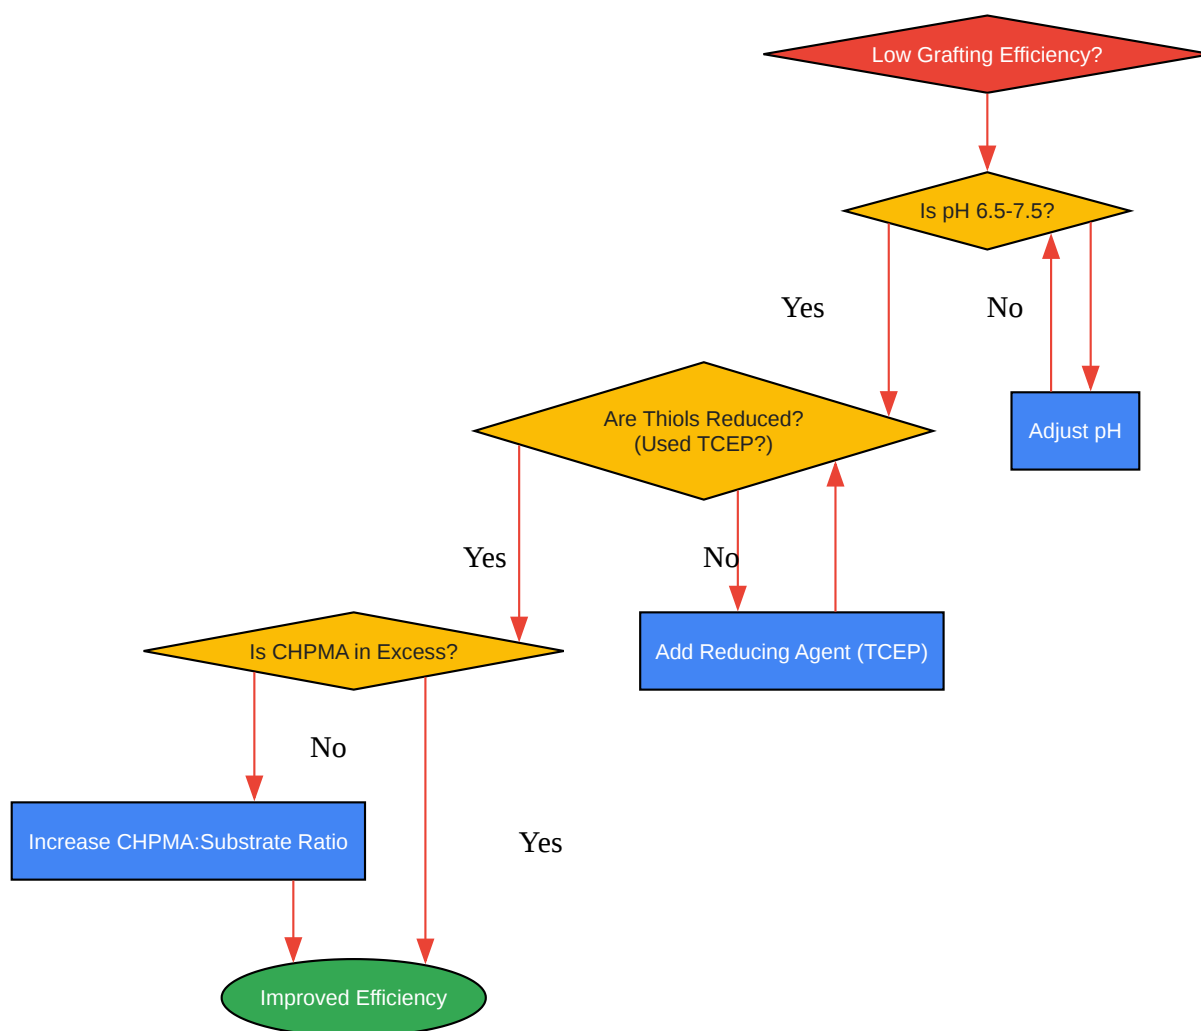 Low Grafting Efficiency?
Is pH 6.5-7.5?
Yes
No
Are Thiols Reduced?
(Used TCEP?)
Adjust pH
Yes
No
Is CHPMA in Excess?
Add Reducing Agent (TCEP)
No
Increase CHPMA:Substrate Ratio
Yes
Improved Efficiency